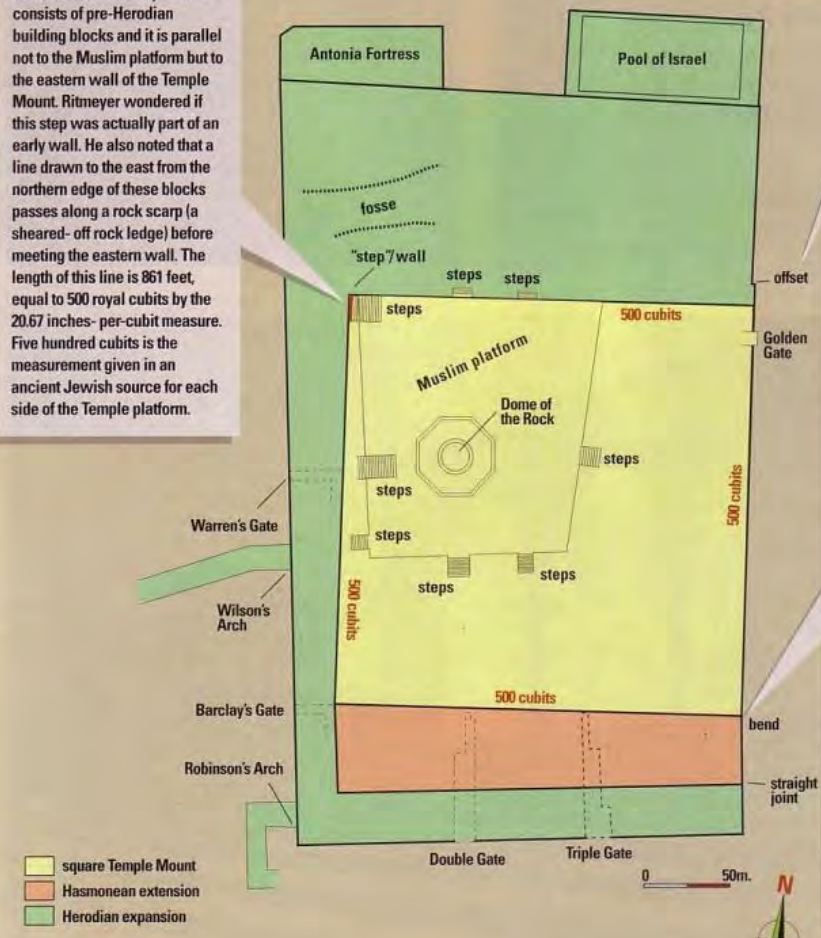 consists of pre-Herodian
building blocks and it is parallel
not to the Muslim platform but to
the eastern wall of the Temple
Mount. Ritmeyer wondered if
this step was actually part of an
early wall. He also noted that a
line drawn to the east from the
northern edge of these blocks
passes along a rock scarp (a
sheared- off rock ledge) before
meeting the eastern wall. The
length of this line is 861 feet,
equal to 500 royal cubits by the
20.67 inches- per-cubit measure.
Five hundred cubits is the
measurement given in an
ancient Jewish source for each
side of the Temple platform.
Antonia Fortress
Pool of Israel
fosse
"step"/wall
steps
steps
offset
steps
500 cubits
Golden
Gate
Muslim platform
Dome of
the Rock
steps
steps
500 cubits
Warren's Gate
steps
steps
steps
500 cubits
Wilson's
Arch
500 cubits
Barclay's Gate
bend
Robinson's Arch
straight
joint
Double Gate
Triple Gate
square Temple Mount
Hasmonean extension
Herodian expansion
0 50m.
N